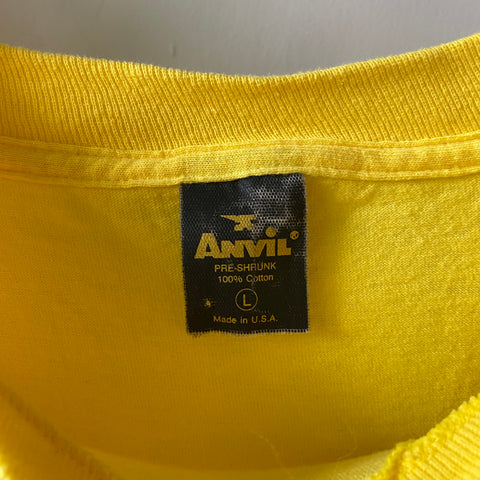 ANVIL®
PRE-SHRUNK
100% Cotton
L
Made in U.S.A.